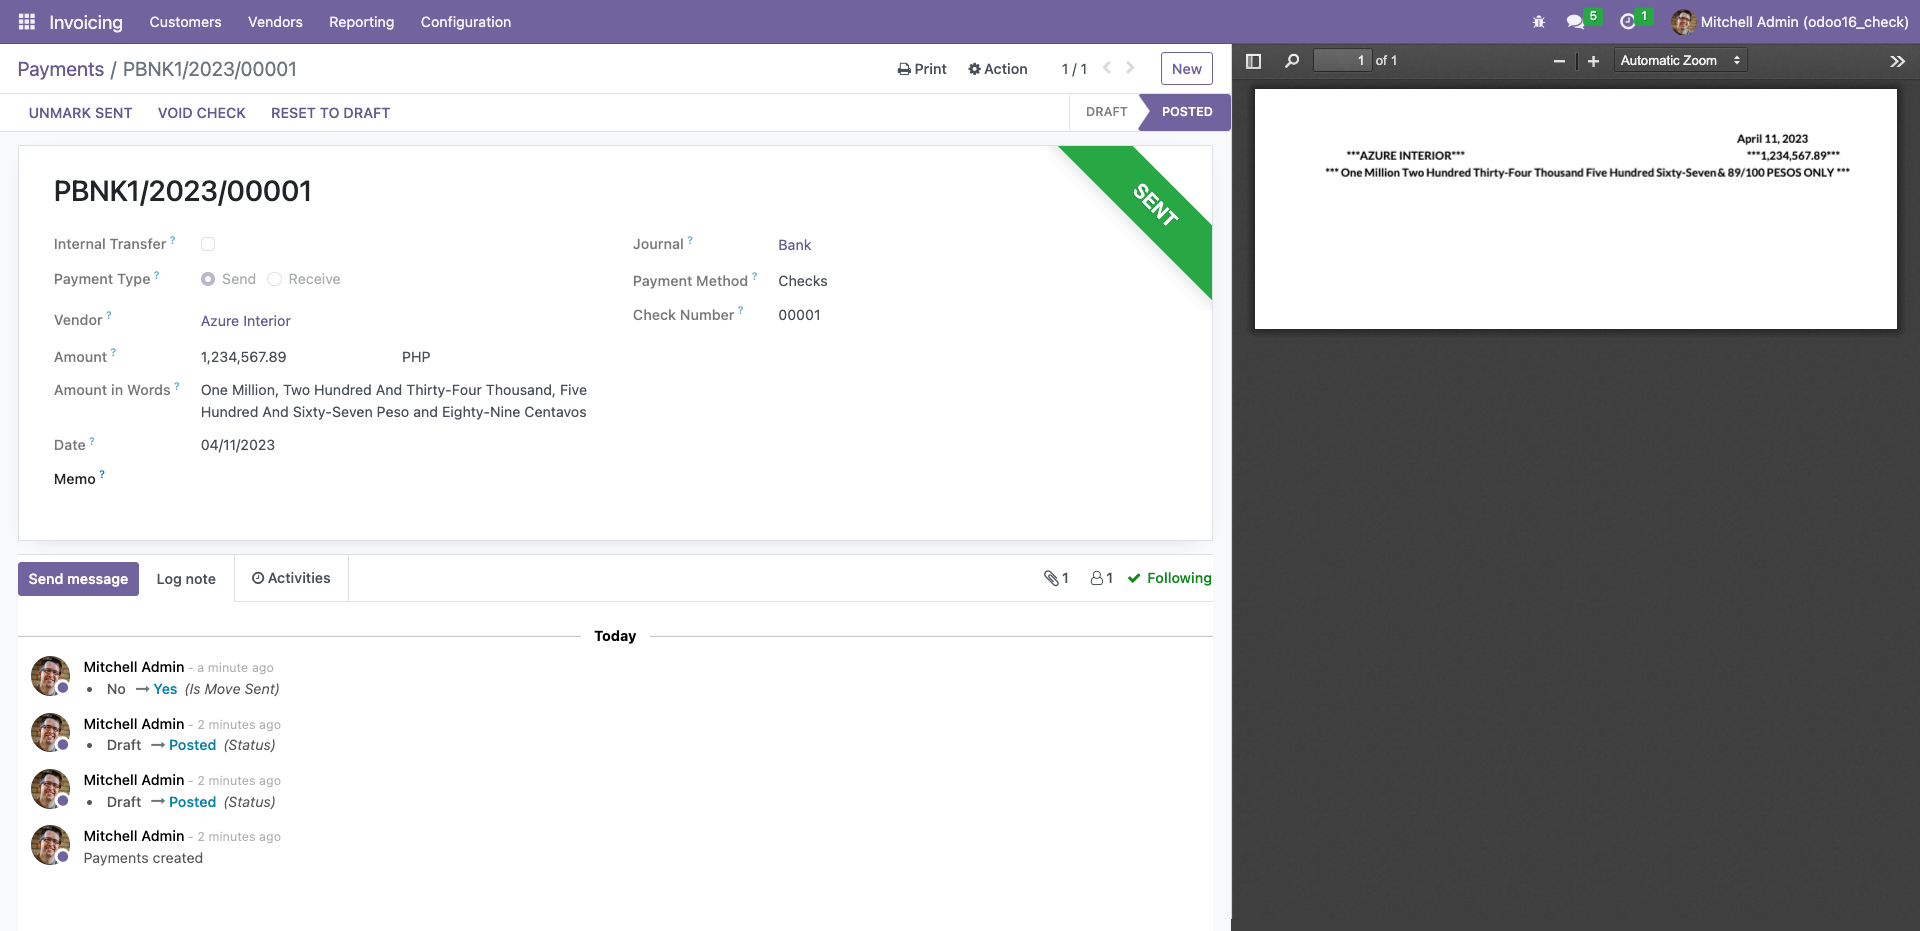 Invoicing Customers Vendors Reporting Configuration 5 1 Mitchell Admin (odoo16_check)
Payments / PBNK1/2023/00001 Print Action 1 / 1 New
UNMARK SENT VOID CHECK RESET TO DRAFT DRAFT POSTED
PBNK1/2023/00001
SENT
Internal Transfer ?
Payment Type ? Send Receive
Vendor ? Azure Interior
Amount ? 1,234,567.89 PHP
Amount in Words ? One Million, Two Hundred And Thirty-Four Thousand, Five
Hundred And Sixty-Seven Peso and Eighty-Nine Centavos
Date ? 04/11/2023
Memo ?
Journal ? Bank
Payment Method ? Checks
Check Number ? 00001
Send message Log note Activities 1 1 Following
Today
Mitchell Admin - a minute ago
• No → Yes (Is Move Sent)
Mitchell Admin - 2 minutes ago
• Draft → Posted (Status)
Mitchell Admin - 2 minutes ago
• Draft → Posted (Status)
Mitchell Admin - 2 minutes ago
Payments created
1 of 1 Automatic Zoom
April 11, 2023
***AZURE INTERIOR*** ***1,234,567.89***
*** One Million Two Hundred Thirty-Four Thousand Five Hundred Sixty-Seven & 89/100 PESOS ONLY ***